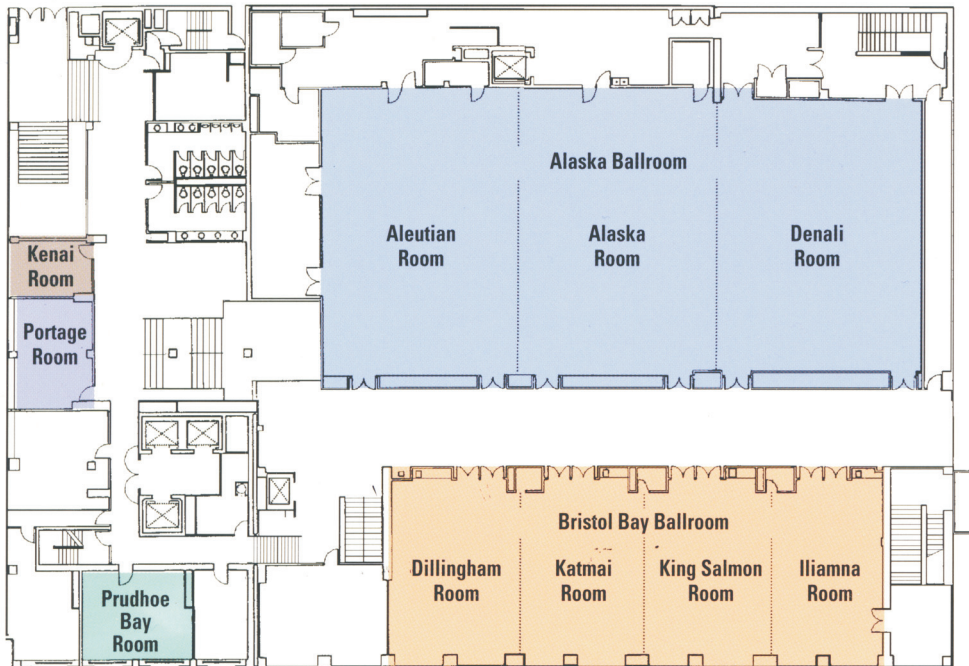 Alaska Ballroom
Aleutian
Room
Alaska
Room
Denali
Room
Kenai
Room
Portage
Room
Bristol Bay Ballroom
Dillingham
Room
Katmai
Room
King Salmon
Room
Iliamna
Room
Prudhoe
Bay
Room